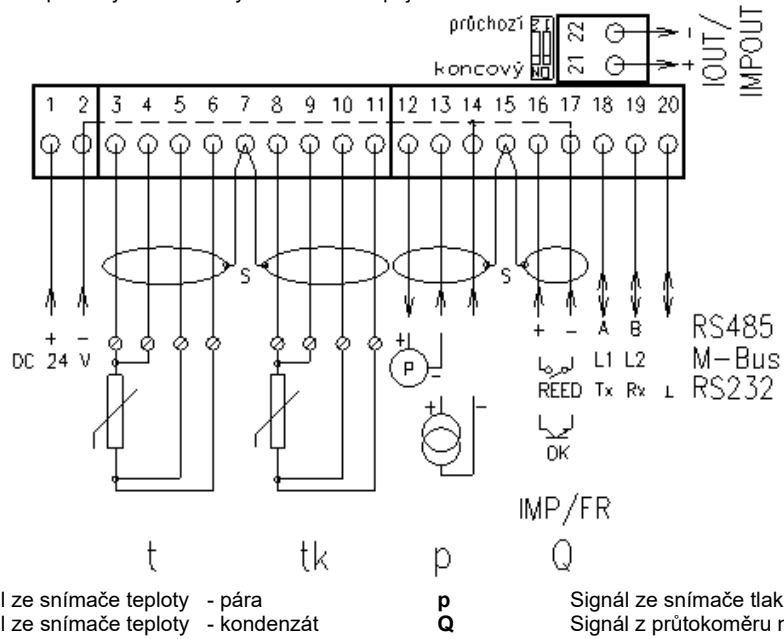 průchozí 1 2 22 -
koncový ON 21 + IOUT/
IMPOUT
1 2 3 4 5 6 7 8 9 10 11 12 13 14 15 16 17 18 19 20
S S
+ - + - A B RS485
DC 24 V P L1 L2 M-Bus
REED Tx Rx ⊥ RS232
+ -
OK
IMP/FR
t tk p Q
l ze snímače teploty - pára p Signál ze snímače tlak
l ze snímače teploty - kondenzát Q Signál z průtokoměru